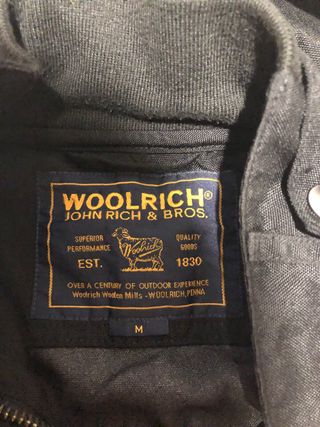 WOOLRICH®
JOHN RICH & BROS.
SUPERIOR PERFORMANCE Woolrich QUALITY GOODS
EST. 1830
OVER A CENTURY OF OUTDOOR EXPERIENCE
Woolrich Woolen Mills - WOOLRICH, PENNA
M